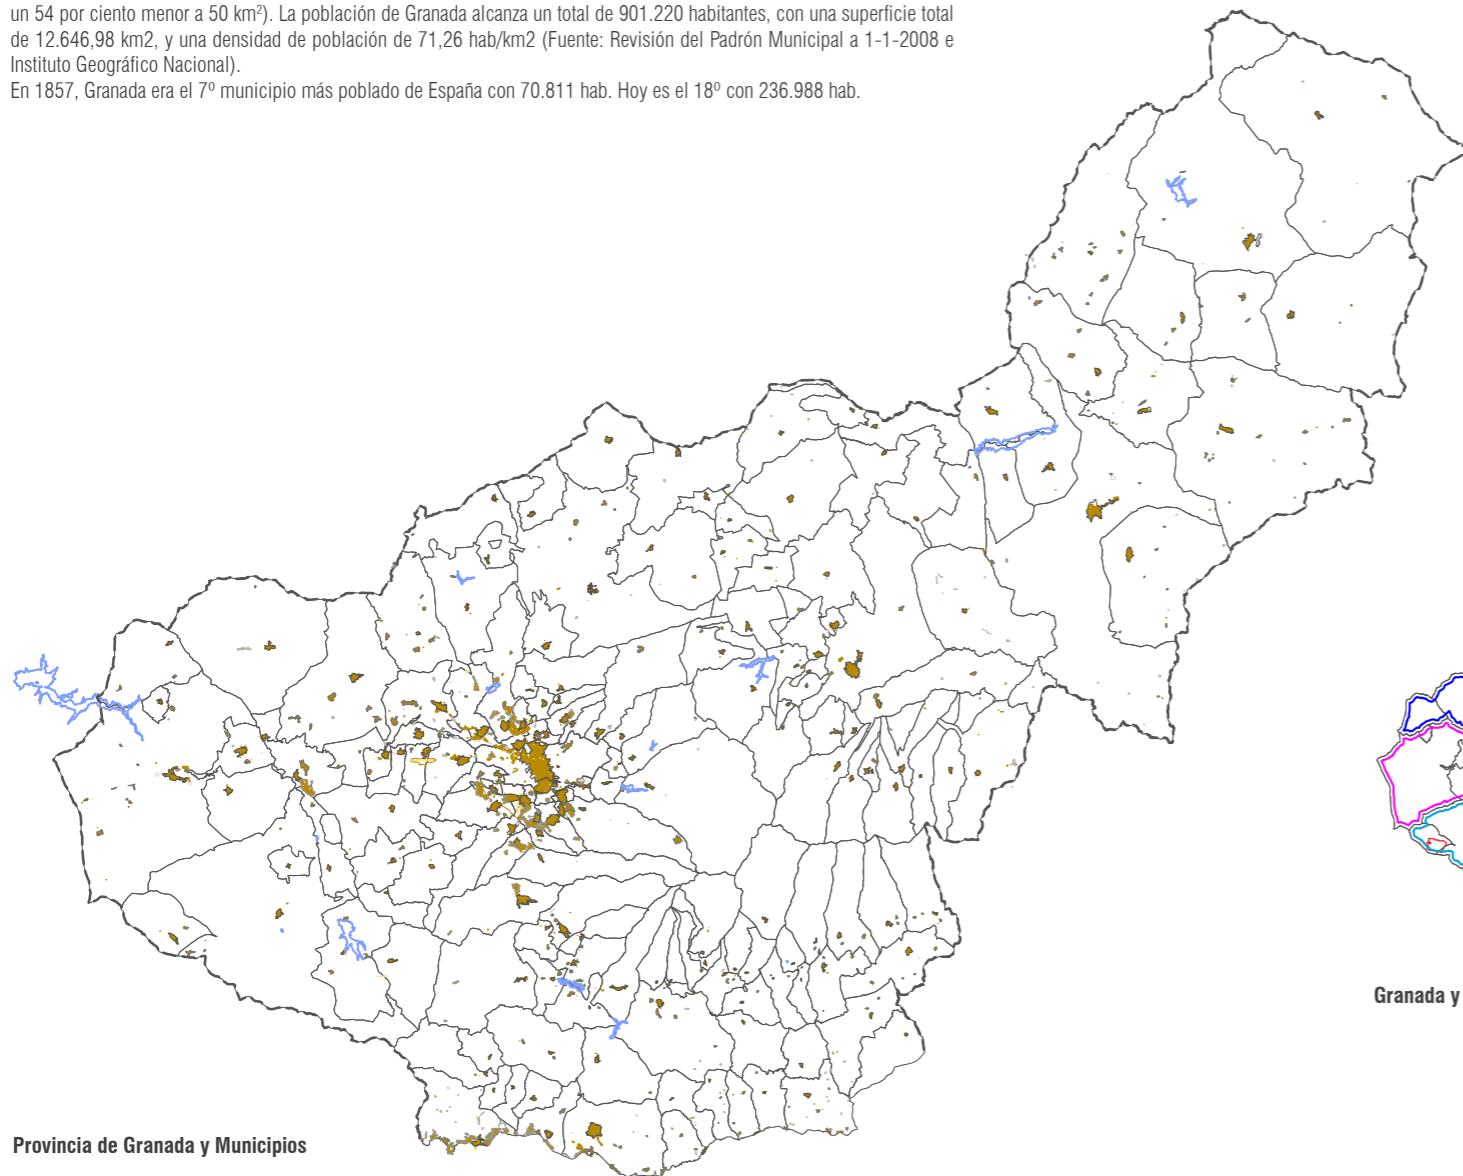 un 54 por ciento menor a 50 km²). La población de Granada alcanza un total de 901.220 habitantes, con una superficie total
de 12.646,98 km2, y una densidad de población de 71,26 hab/km2 (Fuente: Revisión del Padrón Municipal a 1-1-2008 e
Instituto Geográfico Nacional).
En 1857, Granada era el 7º municipio más poblado de España con 70.811 hab. Hoy es el 18º con 236.988 hab.
Granada y
Provincia de Granada y Municipios